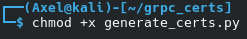 ┌──(Axel@kali)-[~/grpc_certs]
└─$ chmod +x generate_certs.py